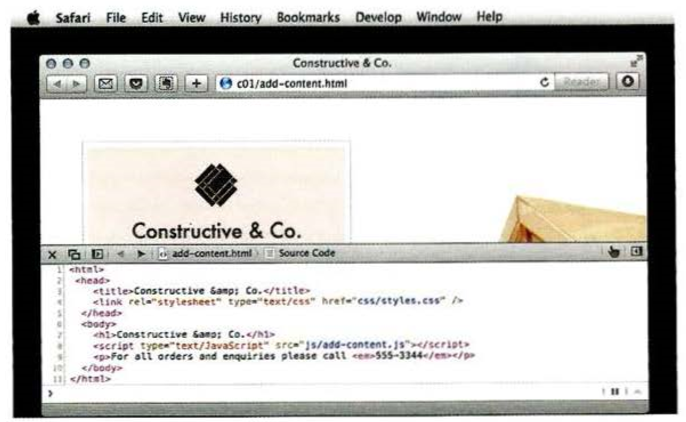 Safari File Edit View History Bookmarks Develop Window Help
Constructive & Co.
c01/add-content.html
Reader
Constructive & Co.
add-content.html Source Code
1 <html>
2 <head>
3 <title>Constructive &amp; Co.</title>
4 <link rel="stylesheet" type="text/css" href="css/styles.css" />
5 </head>
6 <body>
7 <h1>Constructive &amp; Co.</h1>
8 <script type="text/JavaScript" src="js/add-content.js"></script>
9 <p>For all orders and enquiries please call <em>555-3344</em></p>
10 </body>
11 </html>